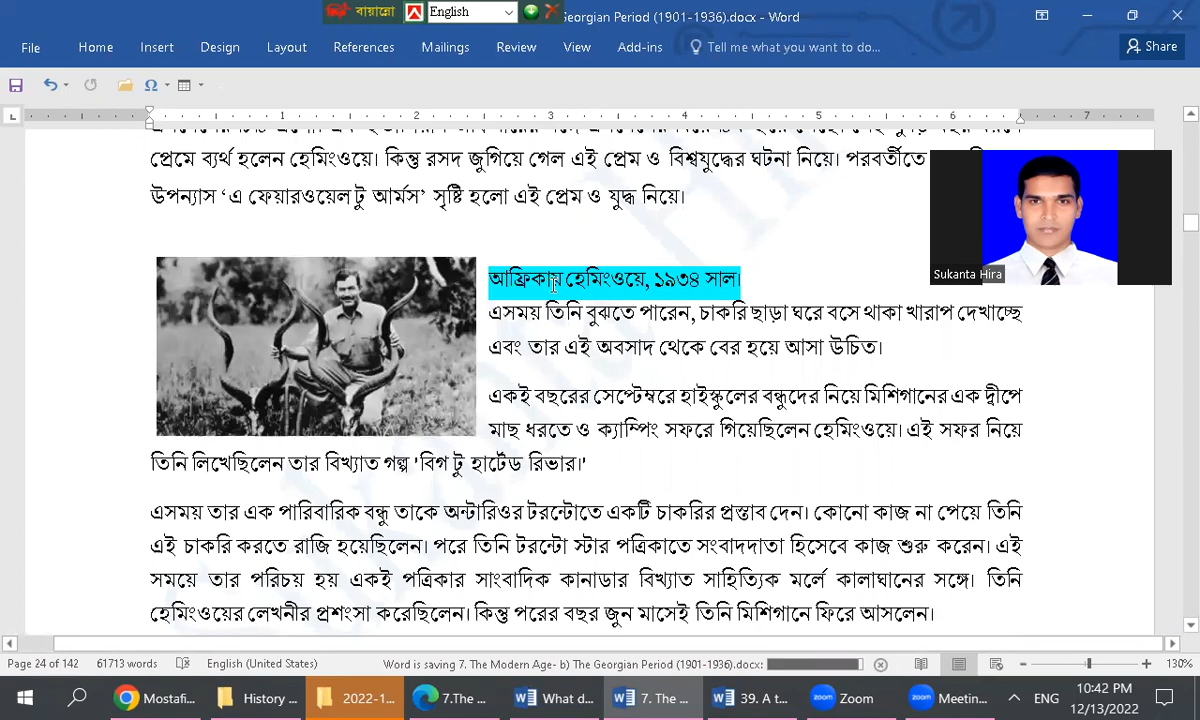 বায়ান্নো
English
Georgian Period (1901-1936).docx - Word
File
Home
Insert
Design
Layout
References
Mailings
Review
View
Add-ins
Tell me what you want to do...
Share
1 2 3 4 5 6 7
প্রেমে ব্যর্থ হলেন হেমিংওয়ে। কিন্তু রসদ জুগিয়ে গেল এই প্রেম ও বিশ্বযুদ্ধের ঘটনা নিয়ে। পরবর্তীতে
উপন্যাস ‘এ ফেয়ারওয়েল টু আর্মস’ সৃষ্টি হলো এই প্রেম ও যুদ্ধ নিয়ে।
Sukanta Hira
আফ্রিকায় হেমিংওয়ে, ১৯৩৪ সাল।
এসময় তিনি বুঝতে পারেন, চাকরি ছাড়া ঘরে বসে থাকা খারাপ দেখাচ্ছে
এবং তার এই অবসাদ থেকে বের হয়ে আসা উচিত।
একই বছরের সেপ্টেম্বরে হাইস্কুলের বন্ধুদের নিয়ে মিশিগানের এক দ্বীপে
মাছ ধরতে ও ক্যাম্পিং সফরে গিয়েছিলেন হেমিংওয়ে। এই সফর নিয়ে
তিনি লিখেছিলেন তার বিখ্যাত গল্প 'বিগ টু হার্টেড রিভার।'
এসময় তার এক পারিবারিক বন্ধু তাকে অন্টারিওর টরন্টোতে একটি চাকরির প্রস্তাব দেন। কোনো কাজ না পেয়ে তিনি
এই চাকরি করতে রাজি হয়েছিলেন। পরে তিনি টরন্টো স্টার পত্রিকাতে সংবাদদাতা হিসেবে কাজ শুরু করেন। এই
সময়ে তার পরিচয় হয় একই পত্রিকার সাংবাদিক কানাডার বিখ্যাত সাহিত্যিক মর্লে কালাঘানের সঙ্গে। তিনি
হেমিংওয়ের লেখনীর প্রশংসা করেছিলেন। কিন্তু পরের বছর জুন মাসেই তিনি মিশিগানে ফিরে আসলেন।
Page 24 of 142
61713 words
English (United States)
Word is saving 7. The Modern Age- b) The Georgian Period (1901-1936).docx:
130%
Mostafi...
History ...
2022-1...
7.The ...
What d...
7. The ...
39. A t...
Zoom
Meetin...
ENG
10:42 PM
12/13/2022